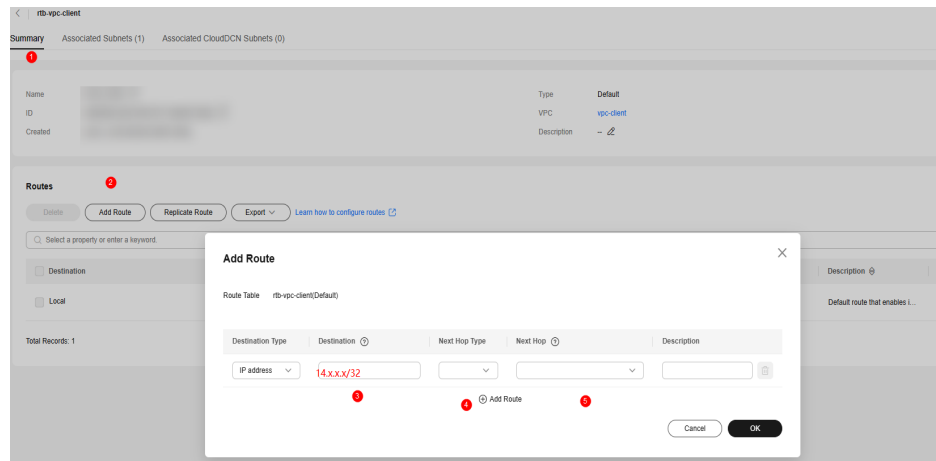 rtb-vpc-client
Summary Associated Subnets (1) Associated CloudDCN Subnets (0)
1
Name Type Default
ID VPC vpc-client
Created Description --
Routes 2
Delete Add Route Replicate Route Export Learn how to configure routes
Select a property or enter a keyword.
Destination Description
Local Default route that enables i...
Total Records: 1
Add Route
Route Table rtb-vpc-client(Default)
Destination Type Destination Next Hop Type Next Hop Description
IP address 14.x.x.x/32
3
4 Add Route 5
Cancel OK